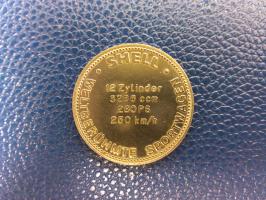 SHELL
12 Zylinder
3286 ccm
280 PS
250 km/h
WELTBERÜHMTE SPORTWAGEN